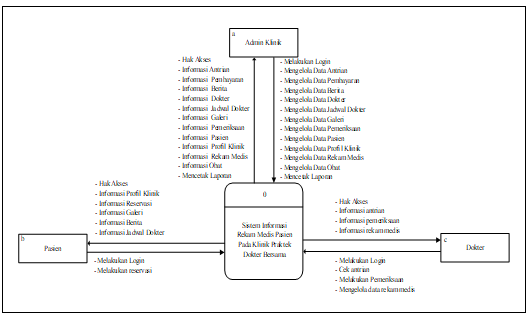 a
Admin Klinik
- Hak Akses
- Informasi Antrian
- Informasi Pembayaran
- Informasi Berita
- Informasi Dokter
- Informasi Jadwal Dokter
- Informasi Galeri
- Informasi Pemeriksaan
- Informasi Pasien
- Informasi Profil Klinik
- Informasi Rekam Medis
- Informasi Obat
- Mencetak Laporan
- Melakukan Login
- Mengelola Data Antrian
- Mengelola Data Pembayaran
- Mengelola Data Berita
- Mengelola Data Dokter
- Mengelola Data Jadwal Dokter
- Mengelola Data Galeri
- Mengelola Data Pemeriksaan
- Mengelola Data Pasien
- Mengelola Data Profil Klinik
- Mengelola Data Rekam Medis
- Mengelola Data Obat
- Mencetak Laporan
- Hak Akses
- Informasi Profil Klinik
- Informasi Reservasi
- Informasi Galeri
- Informasi Berita
- Informasi Jadwal Dokter
b
Pasien
- Melakukan Login
- Melakukan reservasi
0
Sistem Informasi
Rekam Medis Pasien
Pada Klinik Praktek
Dokter Bersama
- Hak Akses
- Informasi antrian
- Informasi pemeriksaan
- Informasi rekam medis
c
Dokter
- Melakukan Login
- Cek antrian
- Melakukan Pemeriksaan
- Mengelola data rekam medis